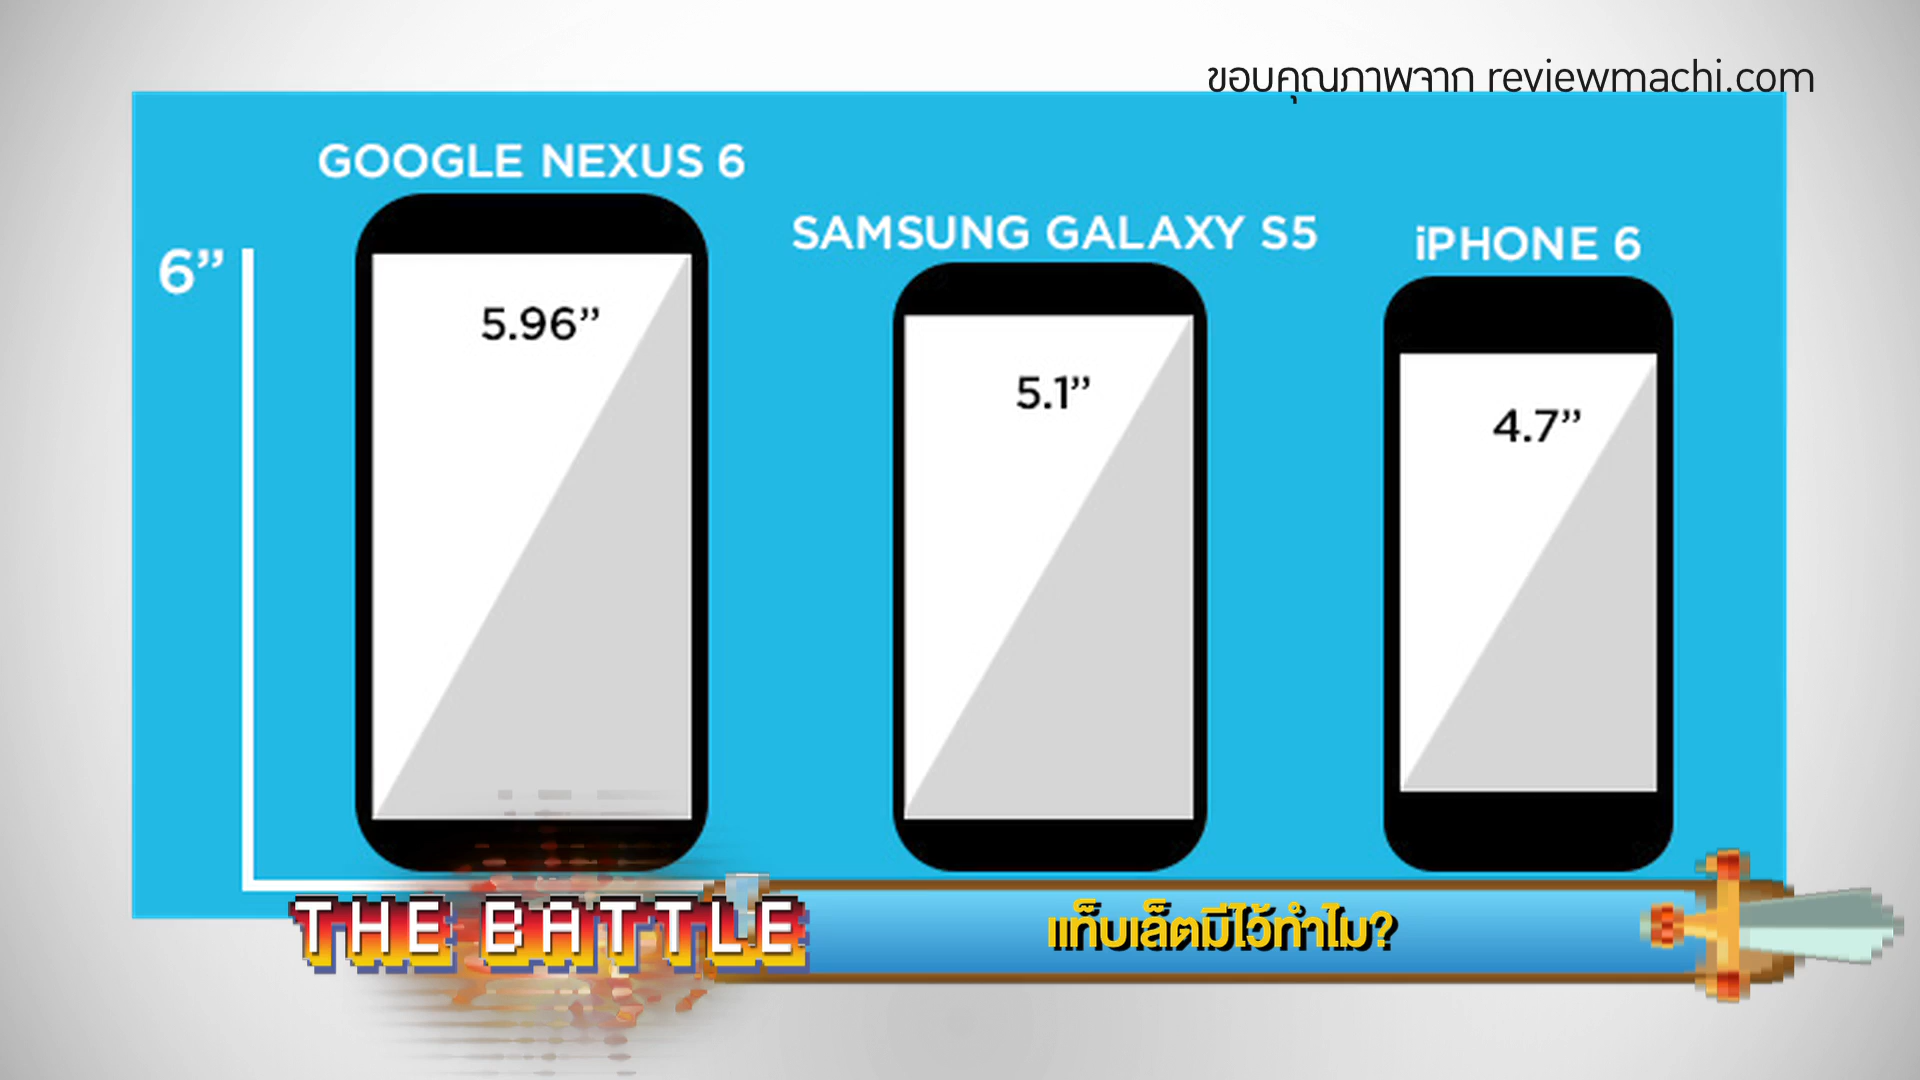 ขอบคุณภาพจาก reviewmachi.com
GOOGLE NEXUS 6
SAMSUNG GALAXY S5
iPHONE 6
6”
5.96”
5.1”
4.7”
THE BATTLE
แท็บเล็ตมีไว้ทำไม?